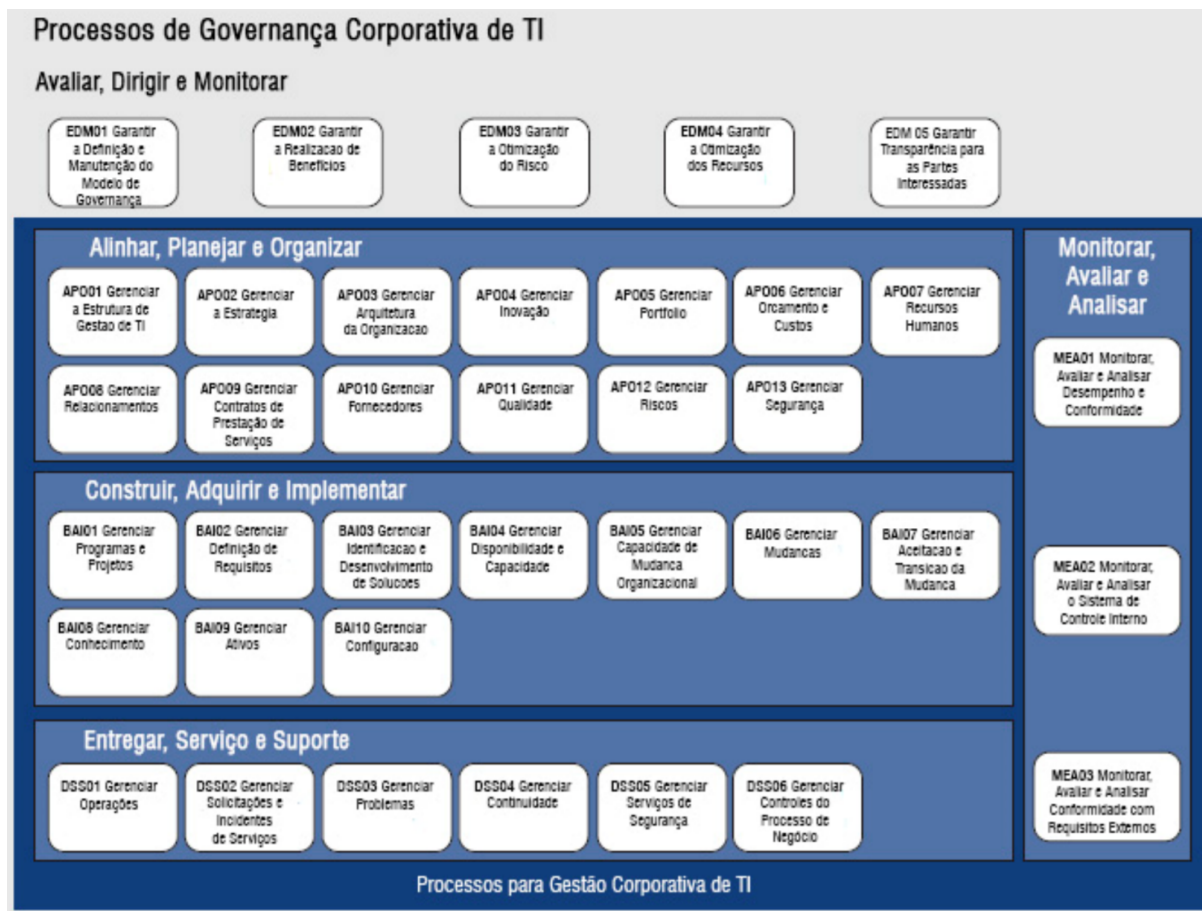 Processos de Governança Corporativa de TI
Avaliar, Dirigir e Monitorar
EDM01 Garantir
a Definição e
Manutenção do
Modelo de
Governança
EDM02 Garantir
a Realizacao de
Benefícios
EDM03 Garantir
a Otimização
do Risco
EDM04 Garantir
a Otimização
dos Recursos
EDM 05 Garantir
Transparência para
as Partes
Interessadas
Alinhar, Planejar e Organizar
APO01 Gerenciar
a Estrutura de
Gestao de TI
APO02 Gerenciar
a Estrategia
APO03 Gerenciar
Arquitetura
da Organizacao
APO04 Gerenciar
Inovação
APO05 Gerenciar
Portfolio
APO06 Gerenciar
Orcamento e
Custos
APO07 Gerenciar
Recursos
Humanos
APO08 Gerenciar
Relacionamentos
APO09 Gerenciar
Contratos de
Prestação de
Serviços
APO10 Gerenciar
Fornecedores
APO11 Gerenciar
Qualidade
APO12 Gerenciar
Riscos
APO13 Gerenciar
Segurança
Construir, Adquirir e Implementar
BAI01 Gerenciar
Programas e
Projetos
BAI02 Gerenciar
Definição de
Requisitos
BAI03 Gerenciar
Identificacao e
Desenvolvimento
de Solucoes
BAI04 Gerenciar
Disponibilidade e
Capacidade
BAI05 Gerenciar
Capacidade de
Mudanca
Organizacional
BAI06 Gerenciar
Mudancas
BAI07 Gerenciar
Aceitacao e
Transicao da
Mudanca
BAI08 Gerenciar
Conhecimento
BAI09 Gerenciar
Ativos
BAI10 Gerenciar
Configuracao
Entregar, Serviço e Suporte
DSS01 Gerenciar
Operações
DSS02 Gerenciar
Solicitações e
Incidentes
de Serviços
DSS03 Gerenciar
Problemas
DSS04 Gerenciar
Continuidade
DSS05 Gerenciar
Serviços de
Segurança
DSS06 Gerenciar
Controles do
Processo de
Negócio
Monitorar,
Avaliar e
Analisar
MEA01 Monitorar,
Avaliar e Analisar
Desempenho e
Conformidade
MEA02 Monitorar,
Avaliar e Analisar
o Sistema de
Controle Interno
MEA03 Monitorar,
Avaliar e Analisar
Conformidade com
Requisitos Externos
Processos para Gestão Corporativa de TI